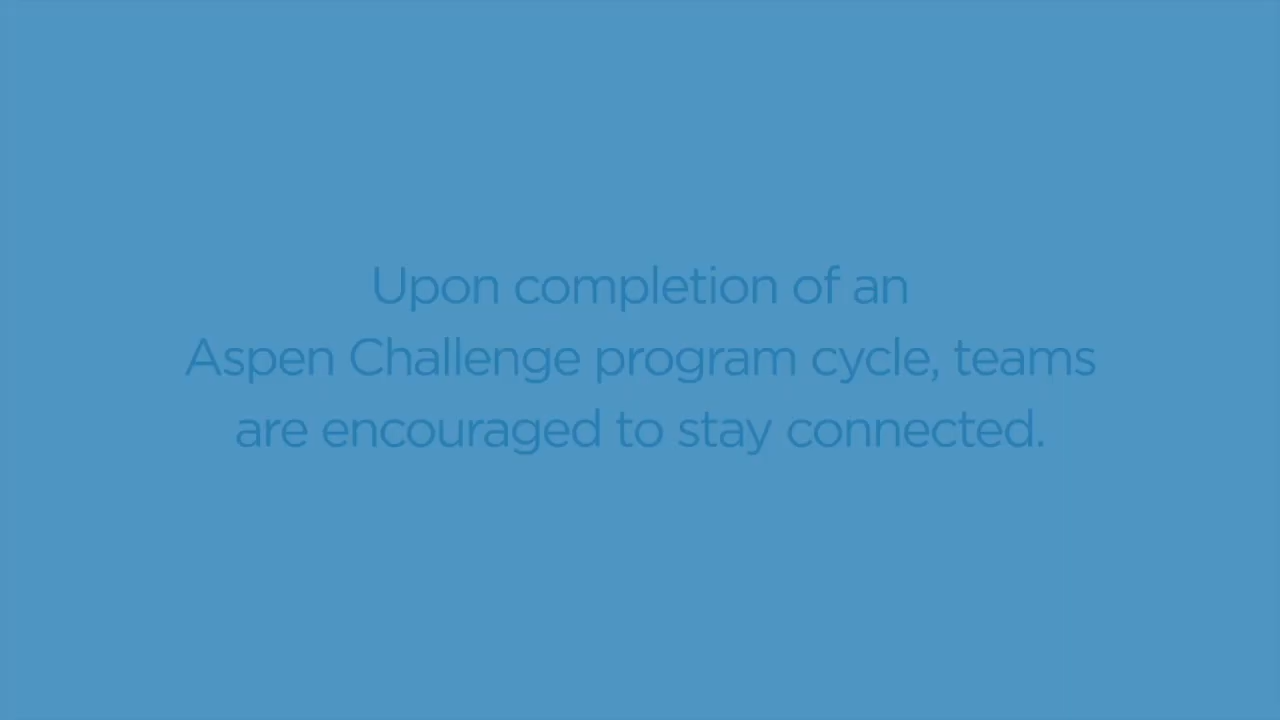 Upon completion of an
Aspen Challenge program cycle, teams
are encouraged to stay connected.